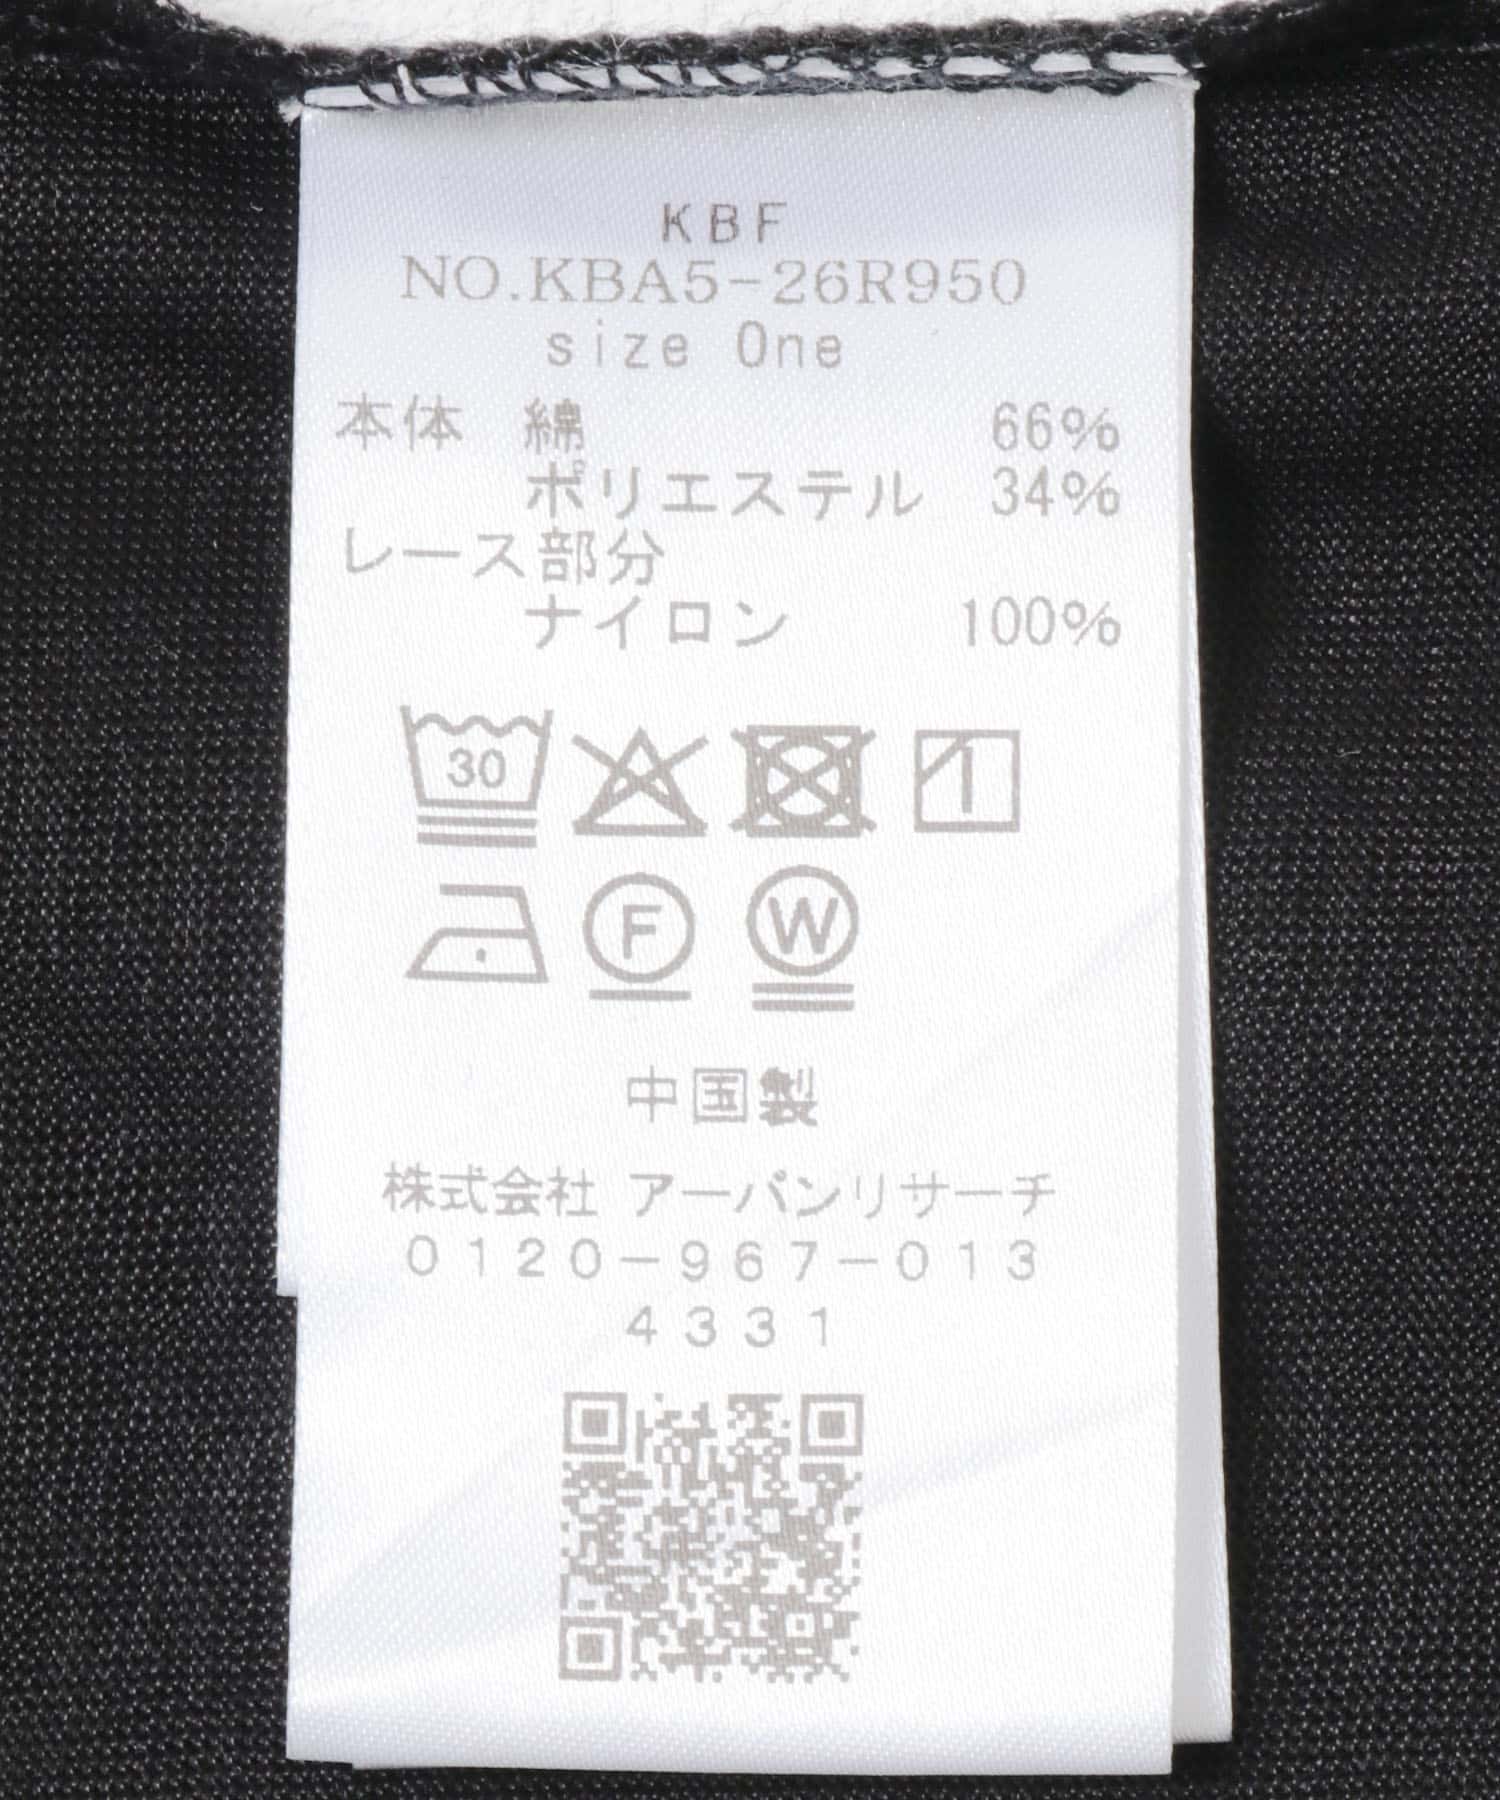 KBF
NO.KBA5-26R950
size One
本体 綿 66%
ポリエステル 34%
レース部分
ナイロン 100%
30
F W
中国製
株式会社 アーバンリサーチ
0120-967-013
4331